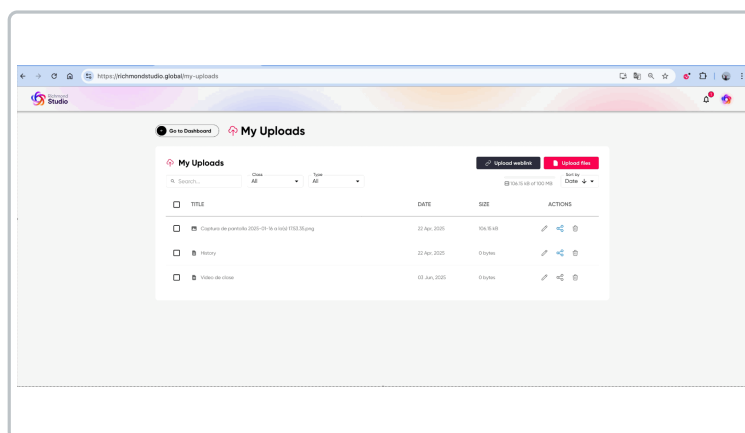 https://richmondstudio.global/my-uploads
Richmond
Studio
Go to Dashboard My Uploads
My Uploads
Upload weblink Upload files
Search... Class All Type All 106.15 kB of 100 MB Sort by Date
TITLE DATE SIZE ACTIONS
Captura de pantalla 2025-01-16 a la(s) 17.53.35.png 22 Apr, 2025 106.15 kB
History 22 Apr, 2025 0 bytes
Video de clase 03 Jun, 2025 0 bytes